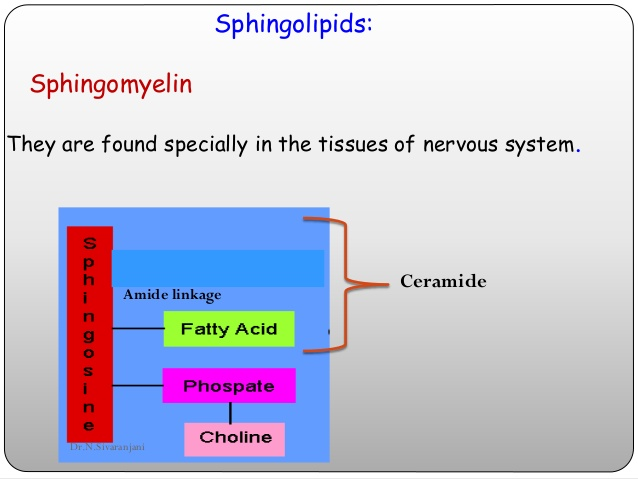 Sphingolipids:
Sphingomyelin
They are found specially in the tissues of nervous system.
Sphingosine
Amide linkage
Ceramide
Fatty Acid
Phospate
Choline
Dr.N.Sivaranjani